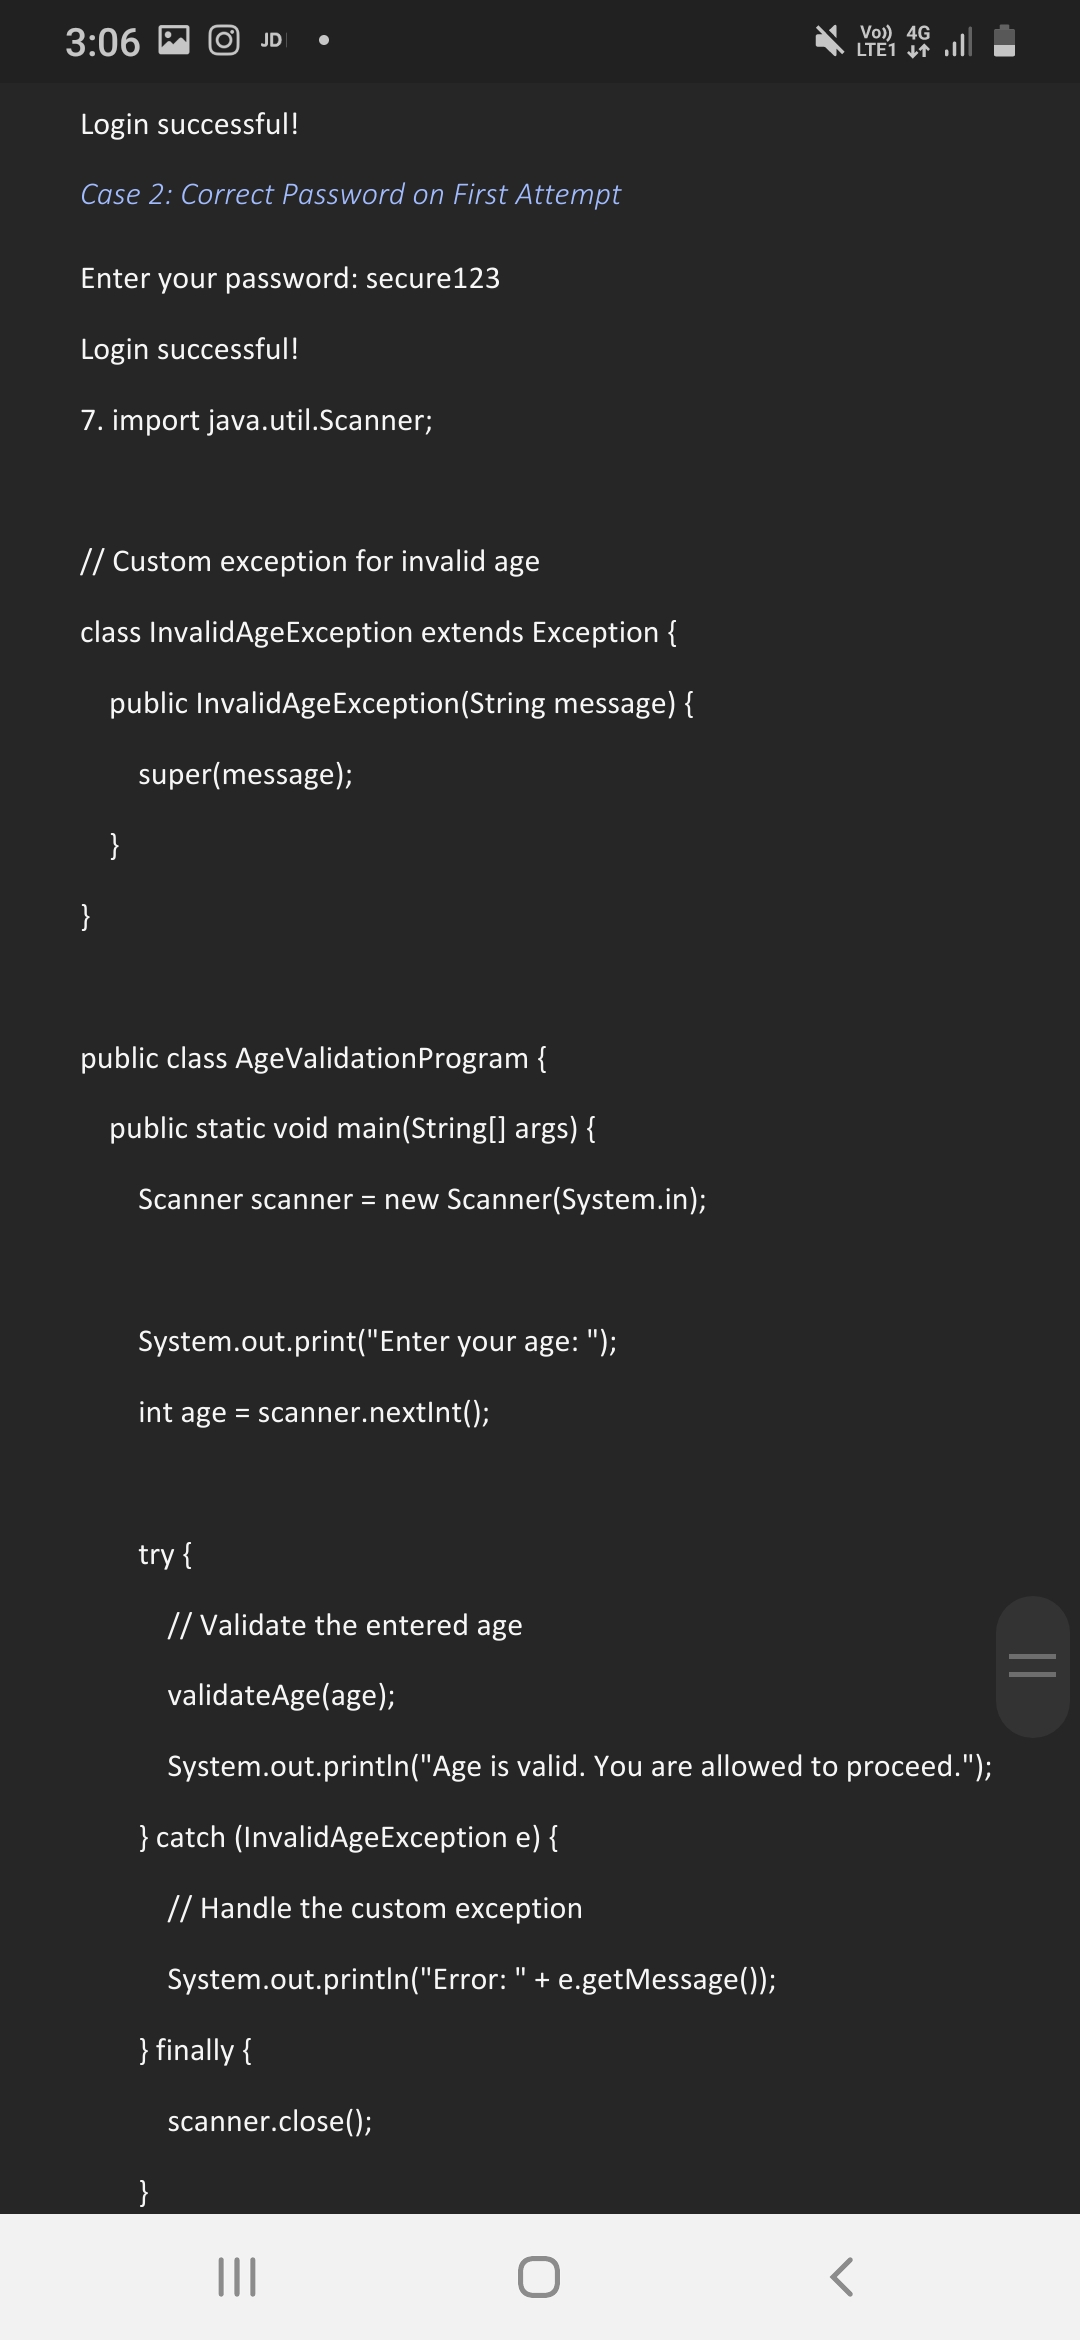 3:06 JD Vo)) LTE1 4G
Login successful!
Case 2: Correct Password on First Attempt
Enter your password: secure123
Login successful!
7. import java.util.Scanner;
// Custom exception for invalid age
class InvalidAgeException extends Exception {
public InvalidAgeException(String message) {
super(message);
}
}
public class AgeValidationProgram {
public static void main(String[] args) {
Scanner scanner = new Scanner(System.in);
System.out.print("Enter your age: ");
int age = scanner.nextInt();
try {
// Validate the entered age
validateAge(age);
System.out.println("Age is valid. You are allowed to proceed.");
} catch (InvalidAgeException e) {
// Handle the custom exception
System.out.println("Error: " + e.getMessage());
} finally {
scanner.close();
}